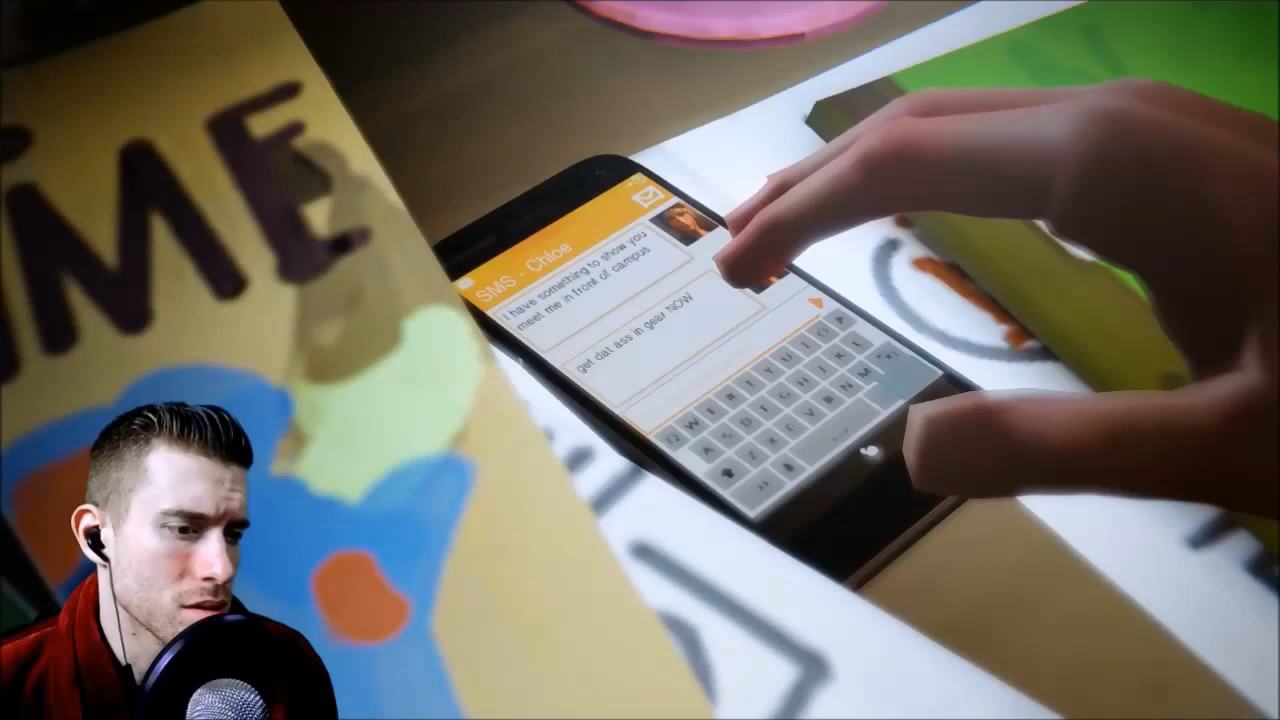 IME
SMS - Chloe
I have something to show you
meet me in front of campus
get dat ass in gear NOW
Q W E R T Y U I O P
A S D F G H J K L
Z X C V B N M